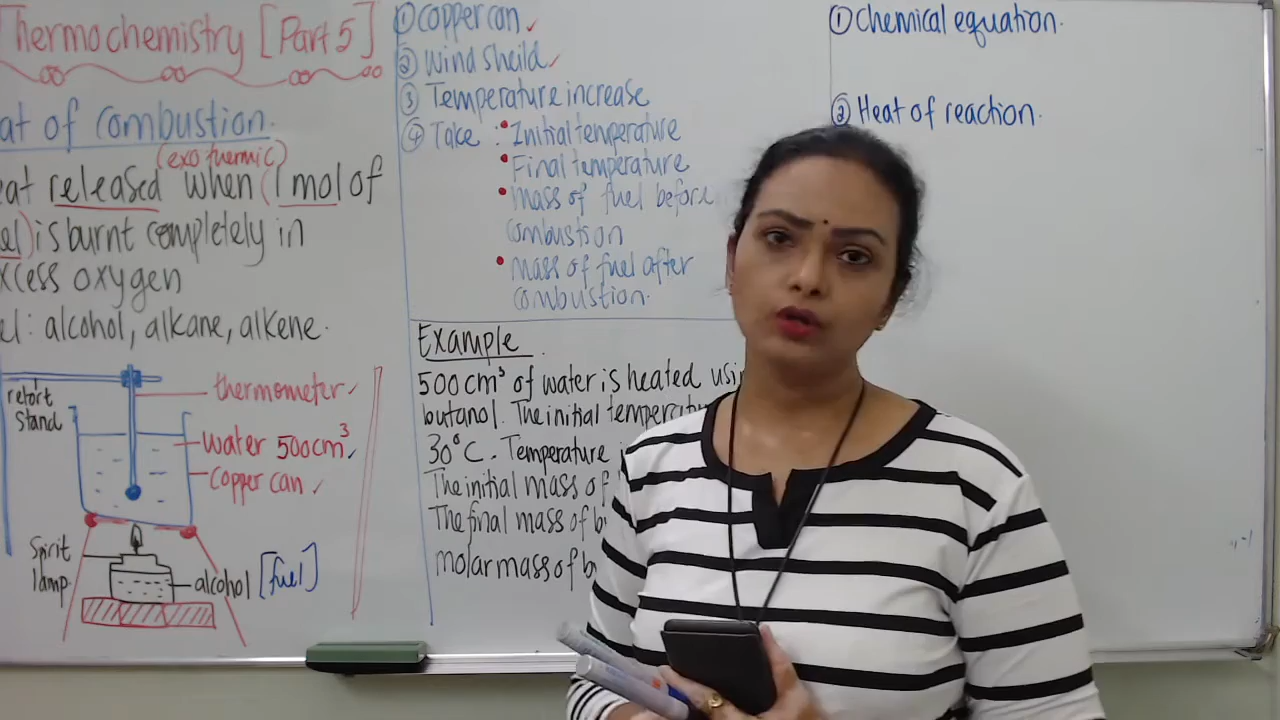 Thermochemistry [Part 5]
at of combustion.
(exothermic)
eat released when (1 mol of
el) is burnt completely in
xcess oxygen
el: alcohol, alkane, alkene.
retort
stand
thermometer
water 500cm³
copper can
Spirit
lamp
alcohol [fuel]
① Copper can
② Wind sheild
③ Temperature increase
④ Take : • Initial temperature
• Final temperature
• mass of fuel before
combustion
• mass of fuel after
combustion.
Example
500cm³ of water is heated usi
butanol. The initial temperatu
30°C. Temperature
The initial mass of
The final mass of b
molar mass of b
① Chemical equation.
② Heat of reaction.